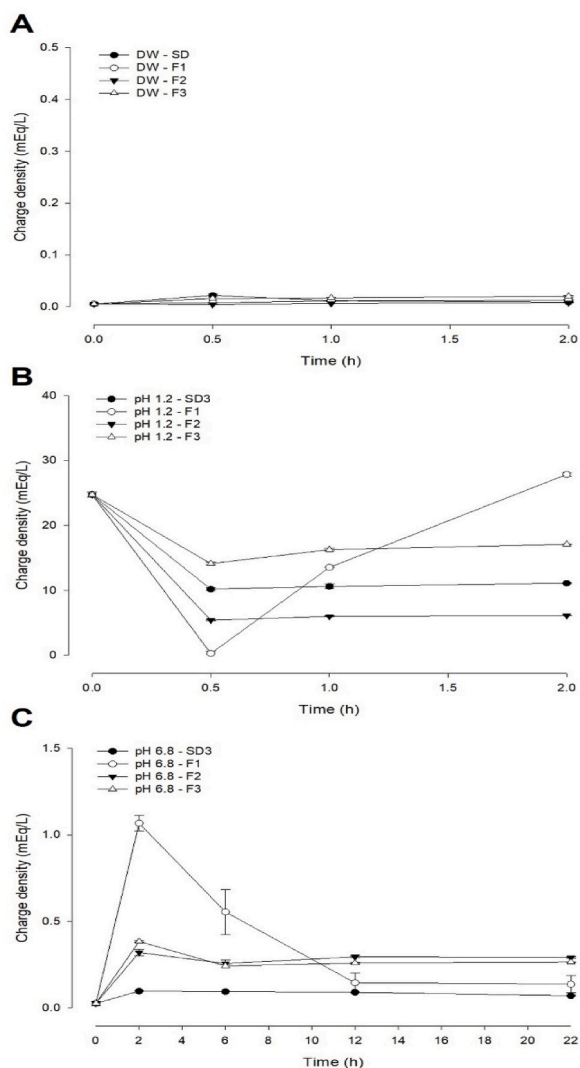 A
DW - SD
DW - F1
DW - F2
DW - F3
Charge density (mEq/L)
0.5
0.4
0.3
0.2
0.1
0.0
0.0 0.5 1.0 1.5 2.0
Time (h)
B
pH 1.2 - SD3
pH 1.2 - F1
pH 1.2 - F2
pH 1.2 - F3
Charge density (mEq/L)
40
30
20
10
0
0.0 0.5 1.0 1.5 2.0
Time (h)
C
pH 6.8 - SD3
pH 6.8 - F1
pH 6.8 - F2
pH 6.8 - F3
Charge density (mEq/L)
1.5
1.0
0.5
0.0
0 2 4 6 8 10 12 14 16 18 20 22
Time (h)